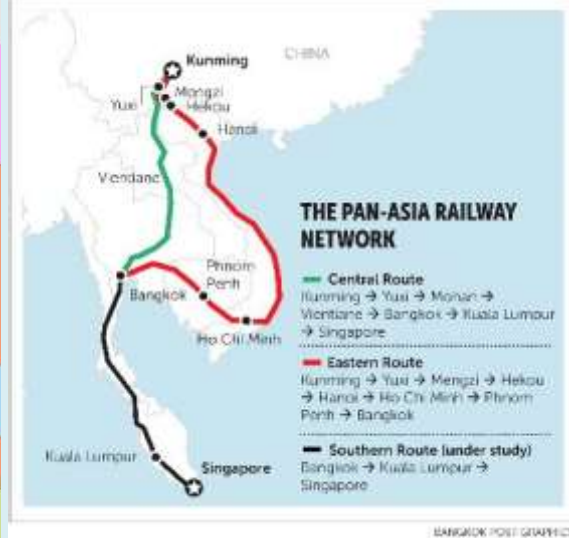 Kunming
CHINA
Mongzi
Yuxi
Hekou
Hanoi
Vientiane
THE PAN-ASIA RAILWAY
NETWORK
Central Route
Kunming → Yuxi → Mohan →
Vientiane → Bangkok → Kuala Lumpur
→ Singapore
Phnom
Penh
Bangkok
Ho Chi Minh
Eastern Route
Kunming → Yuxi → Mengzi → Hekou
→ Hanoi → Ho Chi Minh → Phnom
Penh → Bangkok
Southern Route (under study)
Bangkok → Kuala Lumpur →
Singapore
Kuala Lumpur
Singapore
BANGKOK POST GRAPHICS